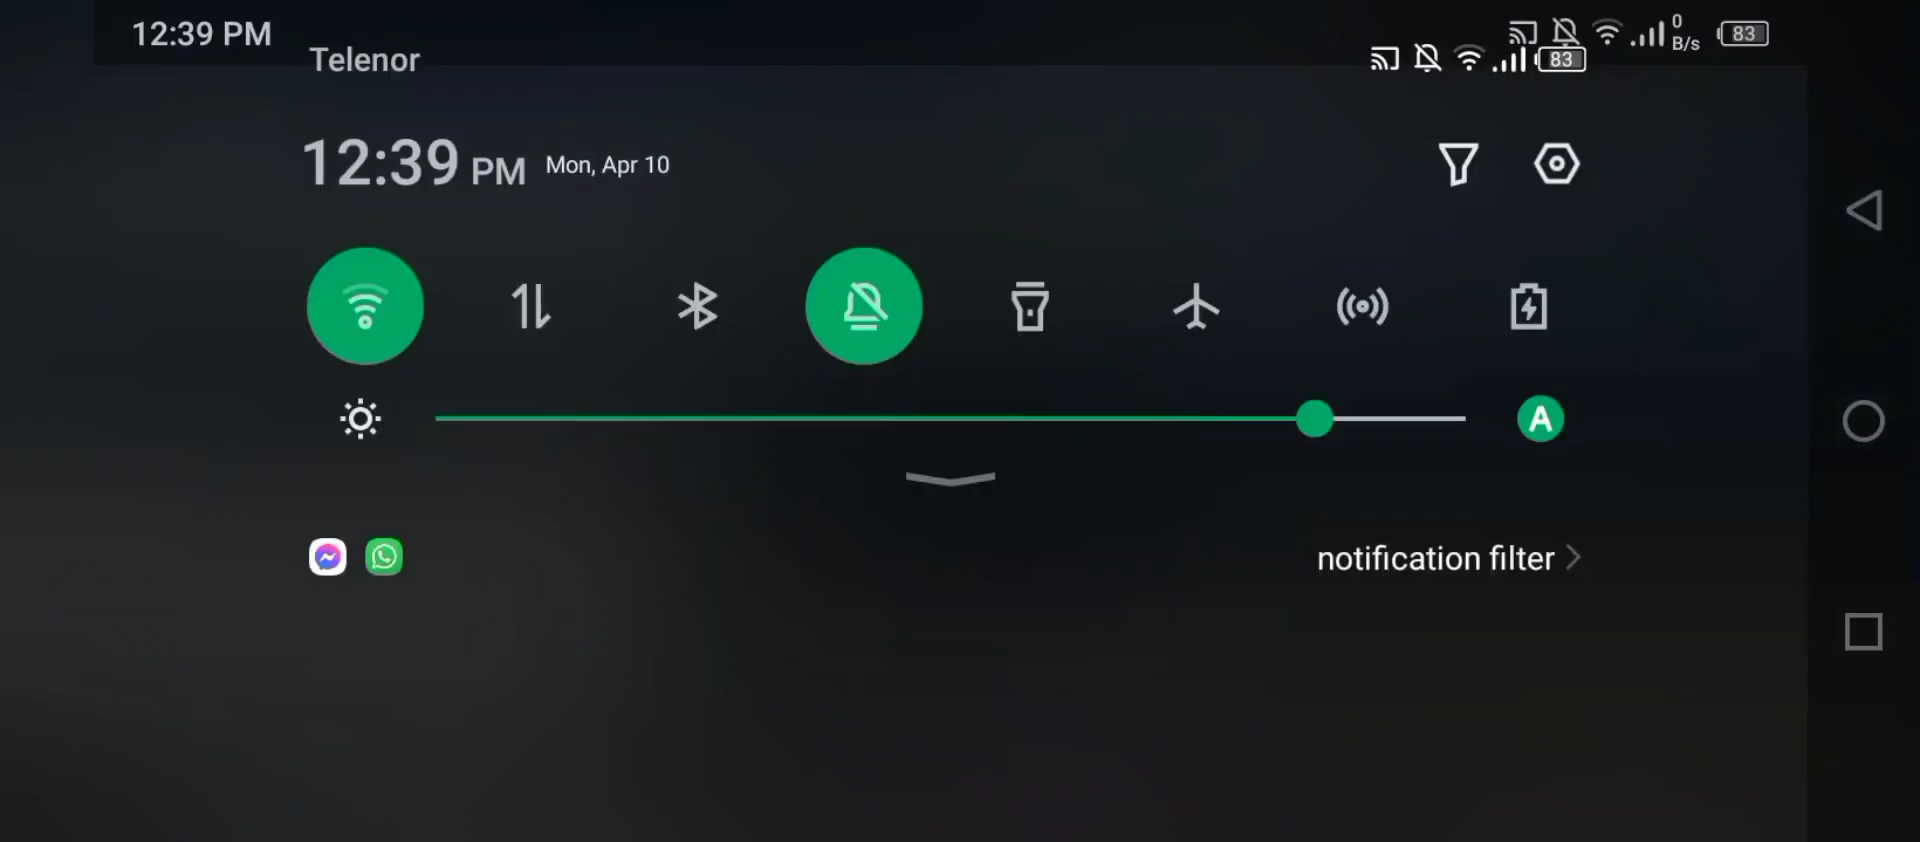 12:39 PM
0
B/s
83
Telenor
83
12:39 PM Mon, Apr 10
A
notification filter